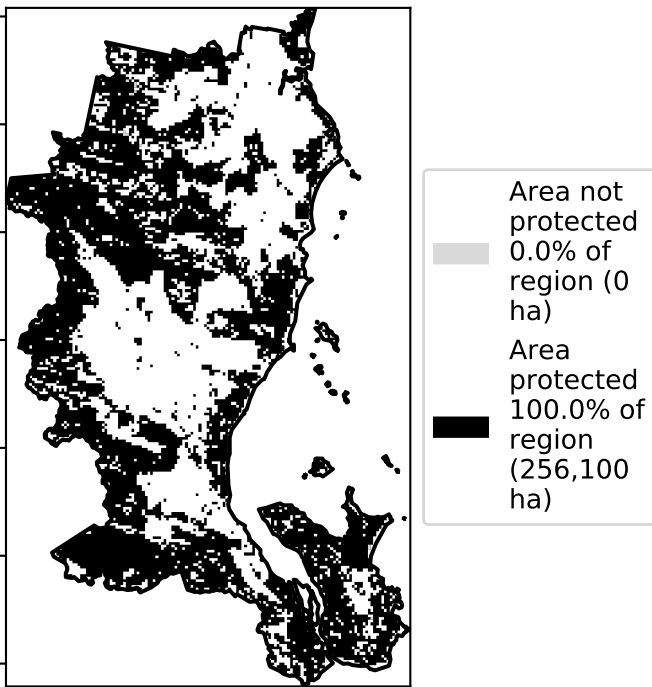 Area not
protected
0.0% of
region (0
ha)
Area
protected
100.0% of
region
(256,100
ha)